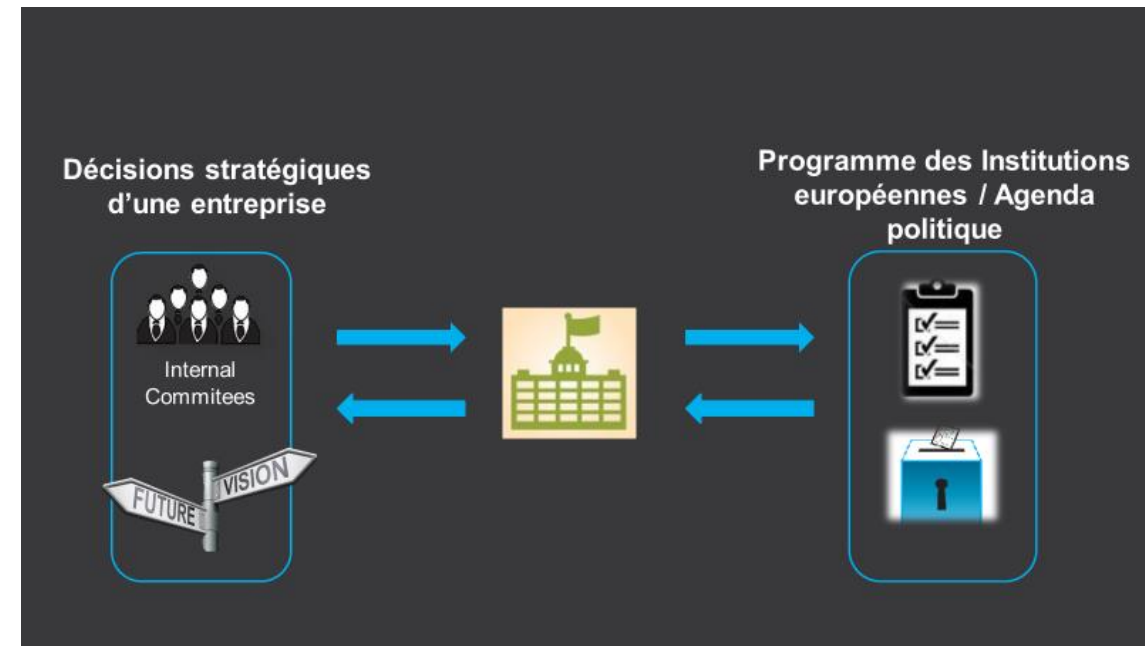 Décisions stratégiques
d'une entreprise
Internal
Commitees
FUTURE
VISION
Programme des Institutions
européennes / Agenda
politique